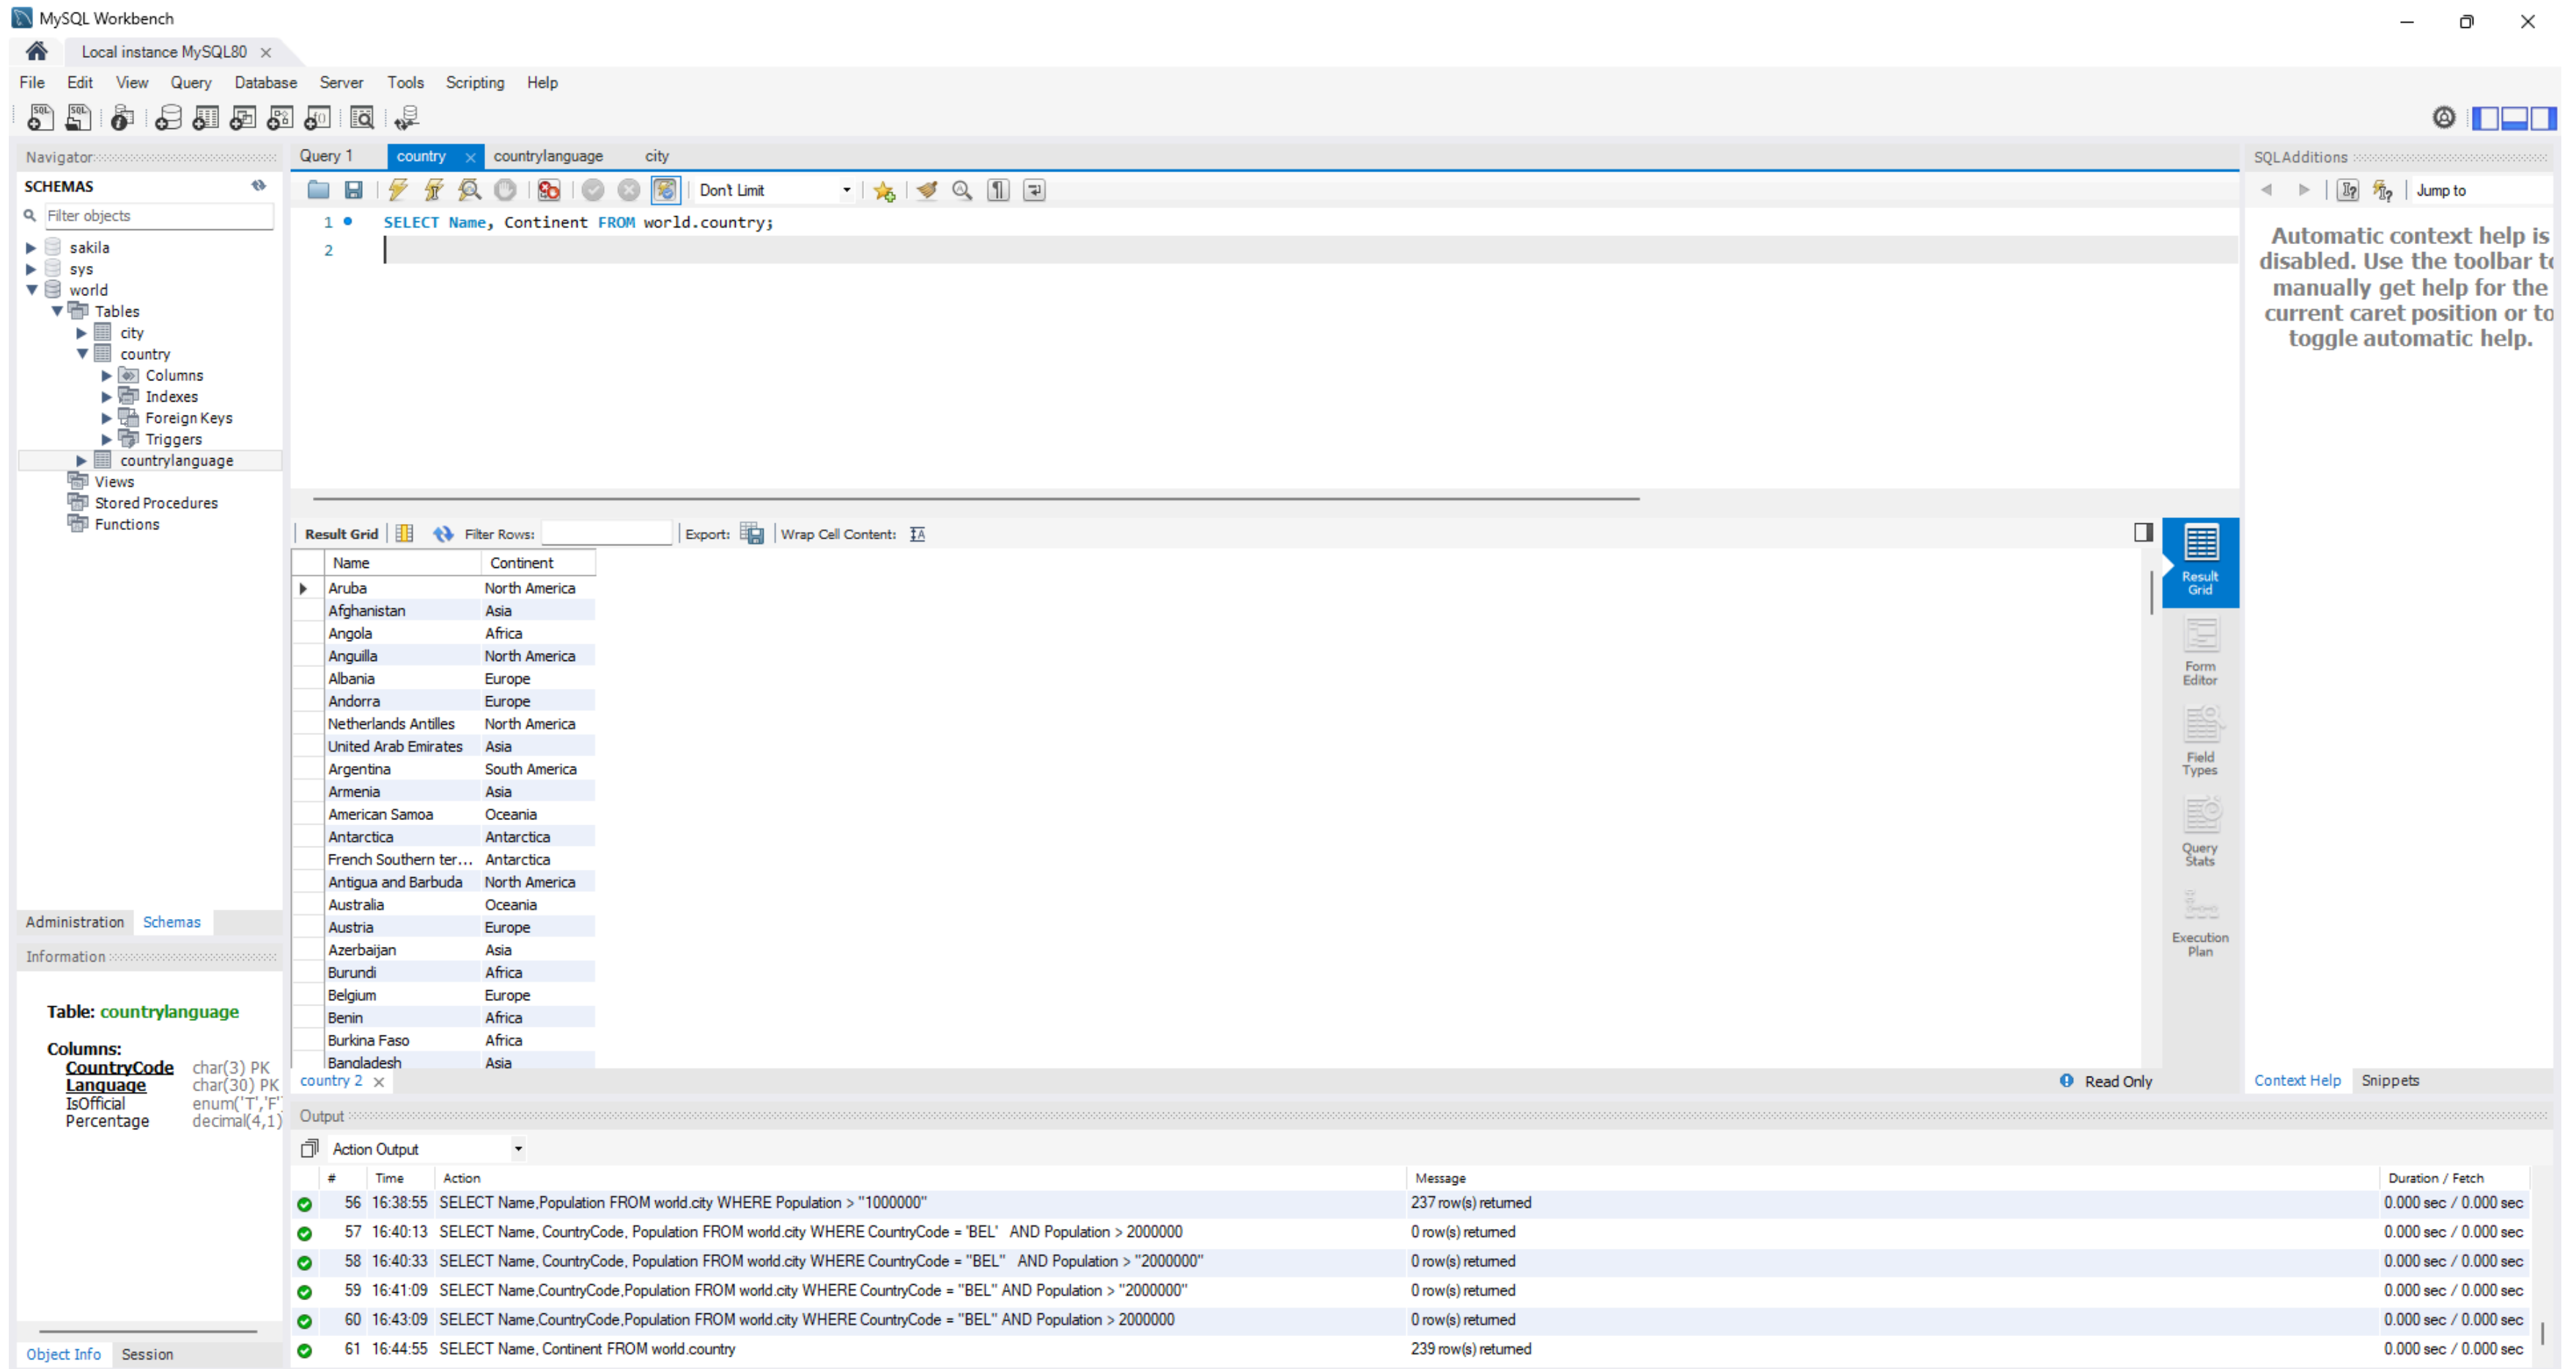 MySQL Workbench
Local instance MySQL80
File Edit View Query Database Server Tools Scripting Help
Navigator
SCHEMAS
Filter objects
sakila
sys
world
Tables
city
country
Columns
Indexes
Foreign Keys
Triggers
countrylanguage
Views
Stored Procedures
Functions
Administration Schemas
Information
Table: countrylanguage
Columns:
CountryCode char(3) PK
Language char(30) PK
IsOfficial enum('T','F'
Percentage decimal(4,1)
Object Info Session
Query 1 country countrylanguage city
Don't Limit
1 SELECT Name, Continent FROM world.country;
2
Result Grid Filter Rows: Export: Wrap Cell Content:
Name Continent
Aruba North America
Afghanistan Asia
Angola Africa
Anguilla North America
Albania Europe
Andorra Europe
Netherlands Antilles North America
United Arab Emirates Asia
Argentina South America
Armenia Asia
American Samoa Oceania
Antarctica Antarctica
French Southern ter... Antarctica
Antigua and Barbuda North America
Australia Oceania
Austria Europe
Azerbaijan Asia
Burundi Africa
Belgium Europe
Benin Africa
Burkina Faso Africa
Bangladesh Asia
country 2
Read Only
Result
Grid
Form
Editor
Field
Types
Query
Stats
Execution
Plan
SQLAdditions
Jump to
Automatic context help is
disabled. Use the toolbar to
manually get help for the
current caret position or to
toggle automatic help.
Context Help Snippets
Output
Action Output
# Time Action Message Duration / Fetch
56 16:38:55 SELECT Name,Population FROM world.city WHERE Population > "1000000" 237 row(s) returned 0.000 sec / 0.000 sec
57 16:40:13 SELECT Name, CountryCode, Population FROM world.city WHERE CountryCode = 'BEL' AND Population > 2000000 0 row(s) returned 0.000 sec / 0.000 sec
58 16:40:33 SELECT Name, CountryCode, Population FROM world.city WHERE CountryCode = "BEL" AND Population > "2000000" 0 row(s) returned 0.000 sec / 0.000 sec
59 16:41:09 SELECT Name,CountryCode,Population FROM world.city WHERE CountryCode = "BEL" AND Population > "2000000" 0 row(s) returned 0.000 sec / 0.000 sec
60 16:43:09 SELECT Name,CountryCode,Population FROM world.city WHERE CountryCode = "BEL" AND Population > 2000000 0 row(s) returned 0.000 sec / 0.000 sec
61 16:44:55 SELECT Name, Continent FROM world.country 239 row(s) returned 0.000 sec / 0.000 sec